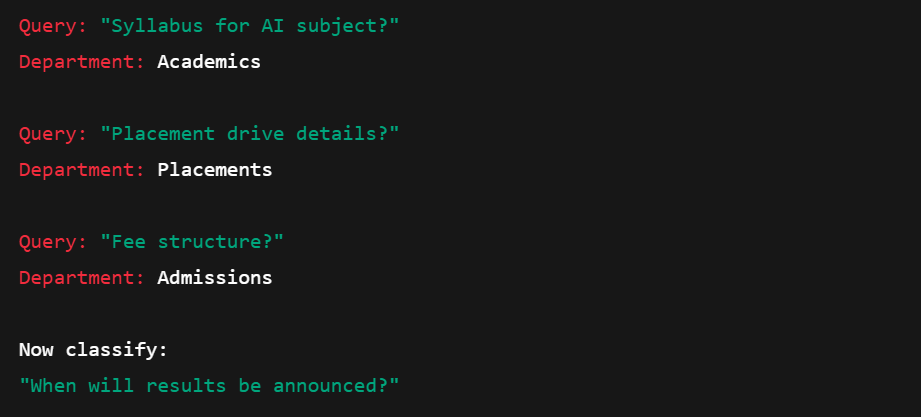 Query: "Syllabus for AI subject?"
Department: Academics
Query: "Placement drive details?"
Department: Placements
Query: "Fee structure?"
Department: Admissions
Now classify:
"When will results be announced?"